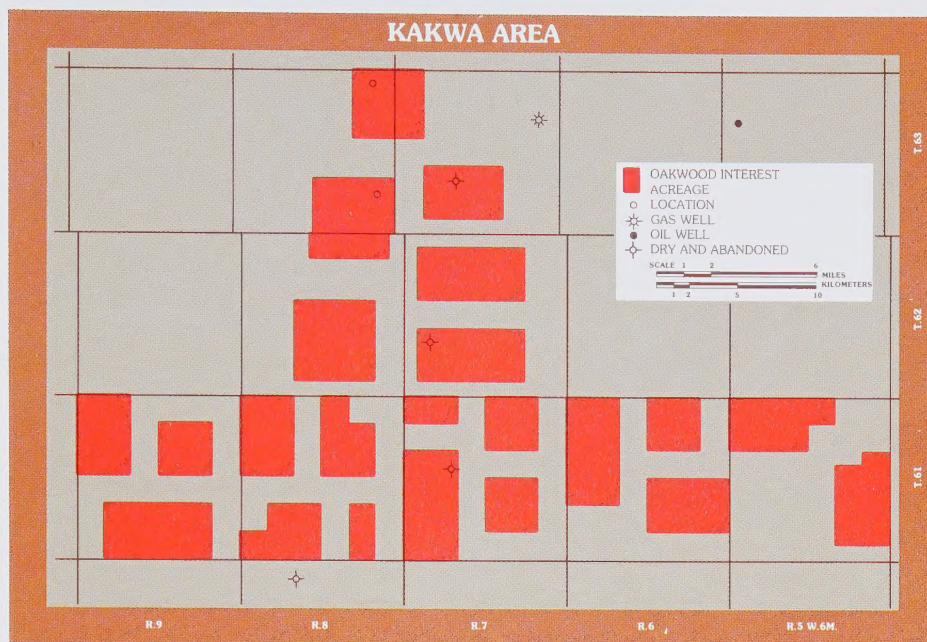 KAKWA AREA
T.63
OAKWOOD INTEREST
ACREAGE
LOCATION
GAS WELL
OIL WELL
DRY AND ABANDONED
SCALE 1 2 6
MILES
KILOMETERS
1 2 5 10
T.62
T.61
R.9 R.8 R.7 R.6 R.5 W.6M.